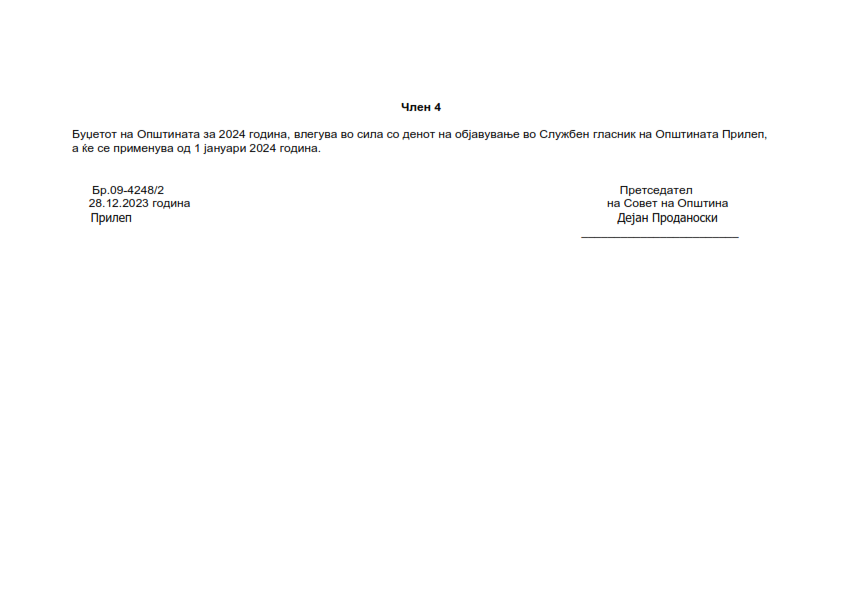 Член 4
Буџетот на Општината за 2024 година, влегува во сила со денот на објавување во Службен гласник на Општината Прилеп,
а ќе се применува од 1 јануари 2024 година.
Бр.09-4248/2
28.12.2023 година
Прилеп
Претседател
на Совет на Општина
Дејан Проданоски